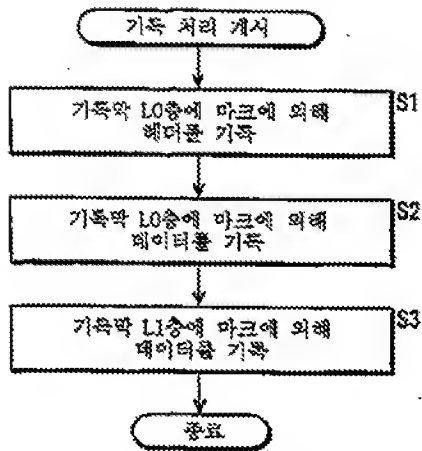 기록 처리 개시
기록막 L0층에 마크에 의해
헤더를 기록
S1
기록막 L0층에 마크에 의해
데이터를 기록
S2
기록막 L1층에 마크에 의해
데이터를 기록
S3
종료